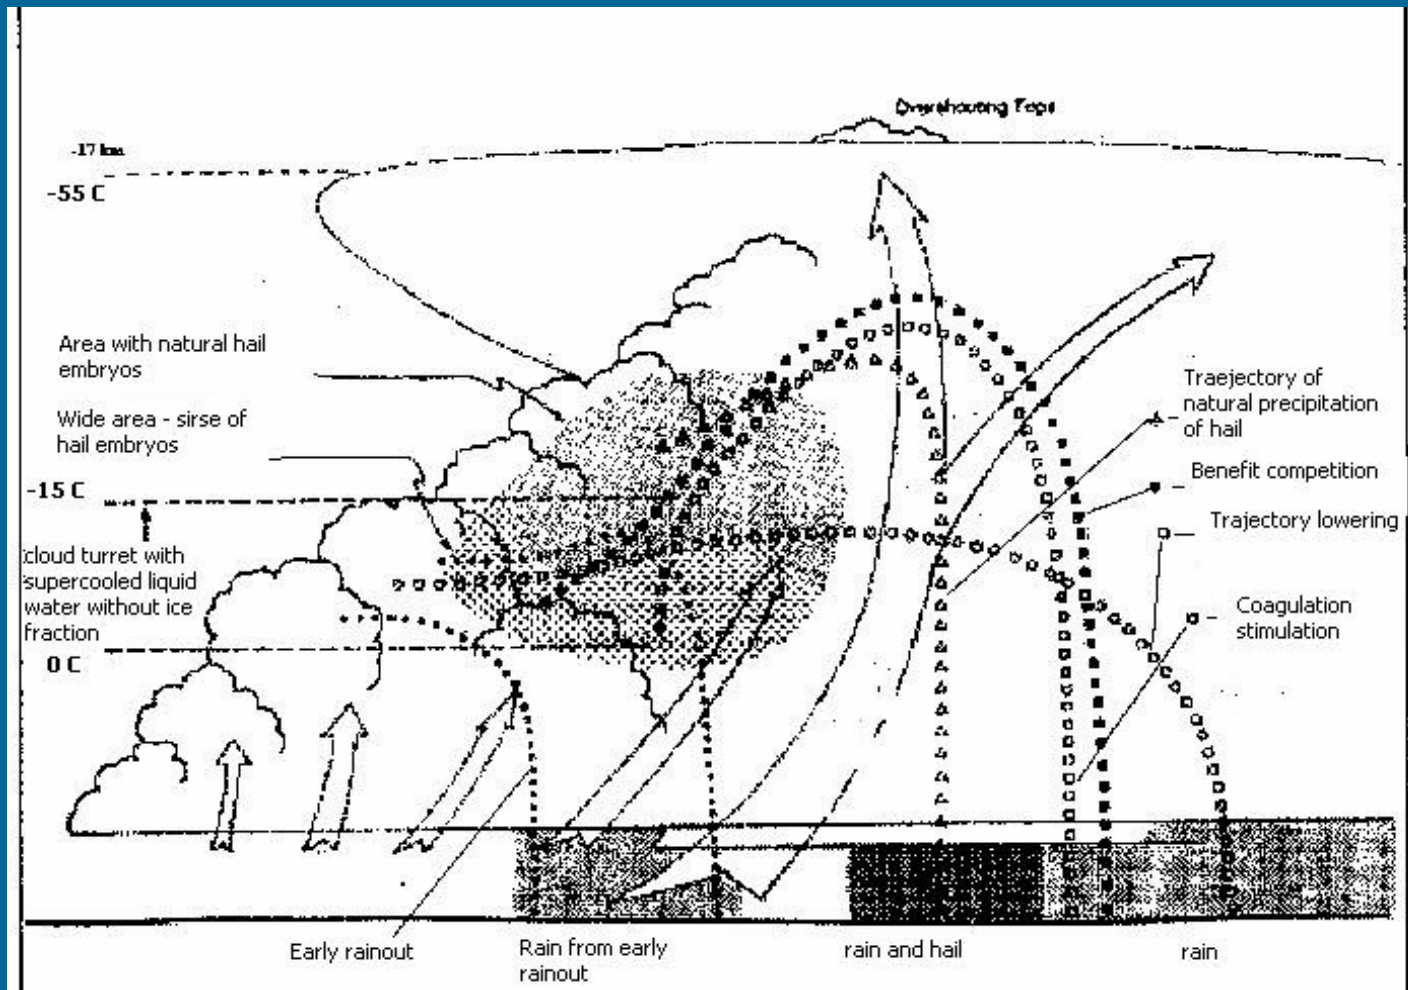 Overshooting Tops
-17 km
-55 C
Area with natural hail
embryos
Wide area - sirse of
hail embryos
-15 C
cloud turret with
supercooled liquid
water without ice
fraction
0 C
Traejectory of
natural precipitation
of hail
Benefit competition
Trajectory lowering
Coagulation
stimulation
Early rainout
Rain from early
rainout
rain and hail
rain